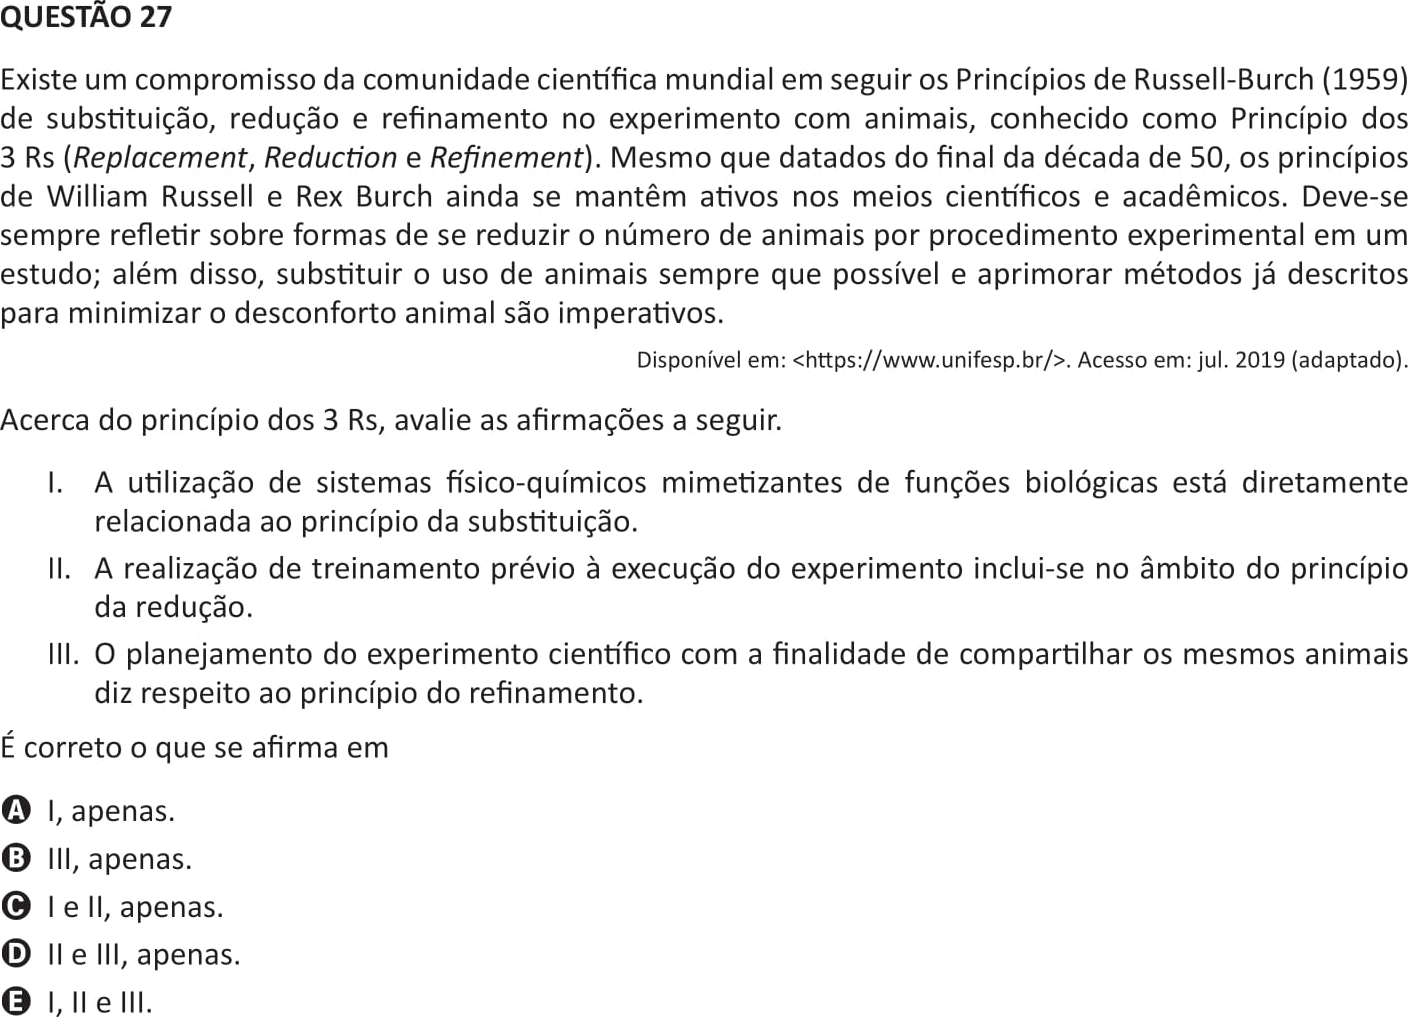 QUESTÃO 27
Existe um compromisso da comunidade científica mundial em seguir os Princípios de Russell-Burch (1959)
de substituição, redução e refinamento no experimento com animais, conhecido como Princípio dos
3 Rs (Replacement, Reduction e Refinement). Mesmo que datados do final da década de 50, os princípios
de William Russell e Rex Burch ainda se mantêm ativos nos meios científicos e acadêmicos. Deve-se
sempre refletir sobre formas de se reduzir o número de animais por procedimento experimental em um
estudo; além disso, substituir o uso de animais sempre que possível e aprimorar métodos já descritos
para minimizar o desconforto animal são imperativos.
Disponível em: <https://www.unifesp.br/>. Acesso em: jul. 2019 (adaptado).
Acerca do princípio dos 3 Rs, avalie as afirmações a seguir.
I. A utilização de sistemas físico-químicos mimetizantes de funções biológicas está diretamente
relacionada ao princípio da substituição.
II. A realização de treinamento prévio à execução do experimento inclui-se no âmbito do princípio
da redução.
III. O planejamento do experimento científico com a finalidade de compartilhar os mesmos animais
diz respeito ao princípio do refinamento.
É correto o que se afirma em
A I, apenas.
B III, apenas.
C I e II, apenas.
D II e III, apenas.
E I, II e III.